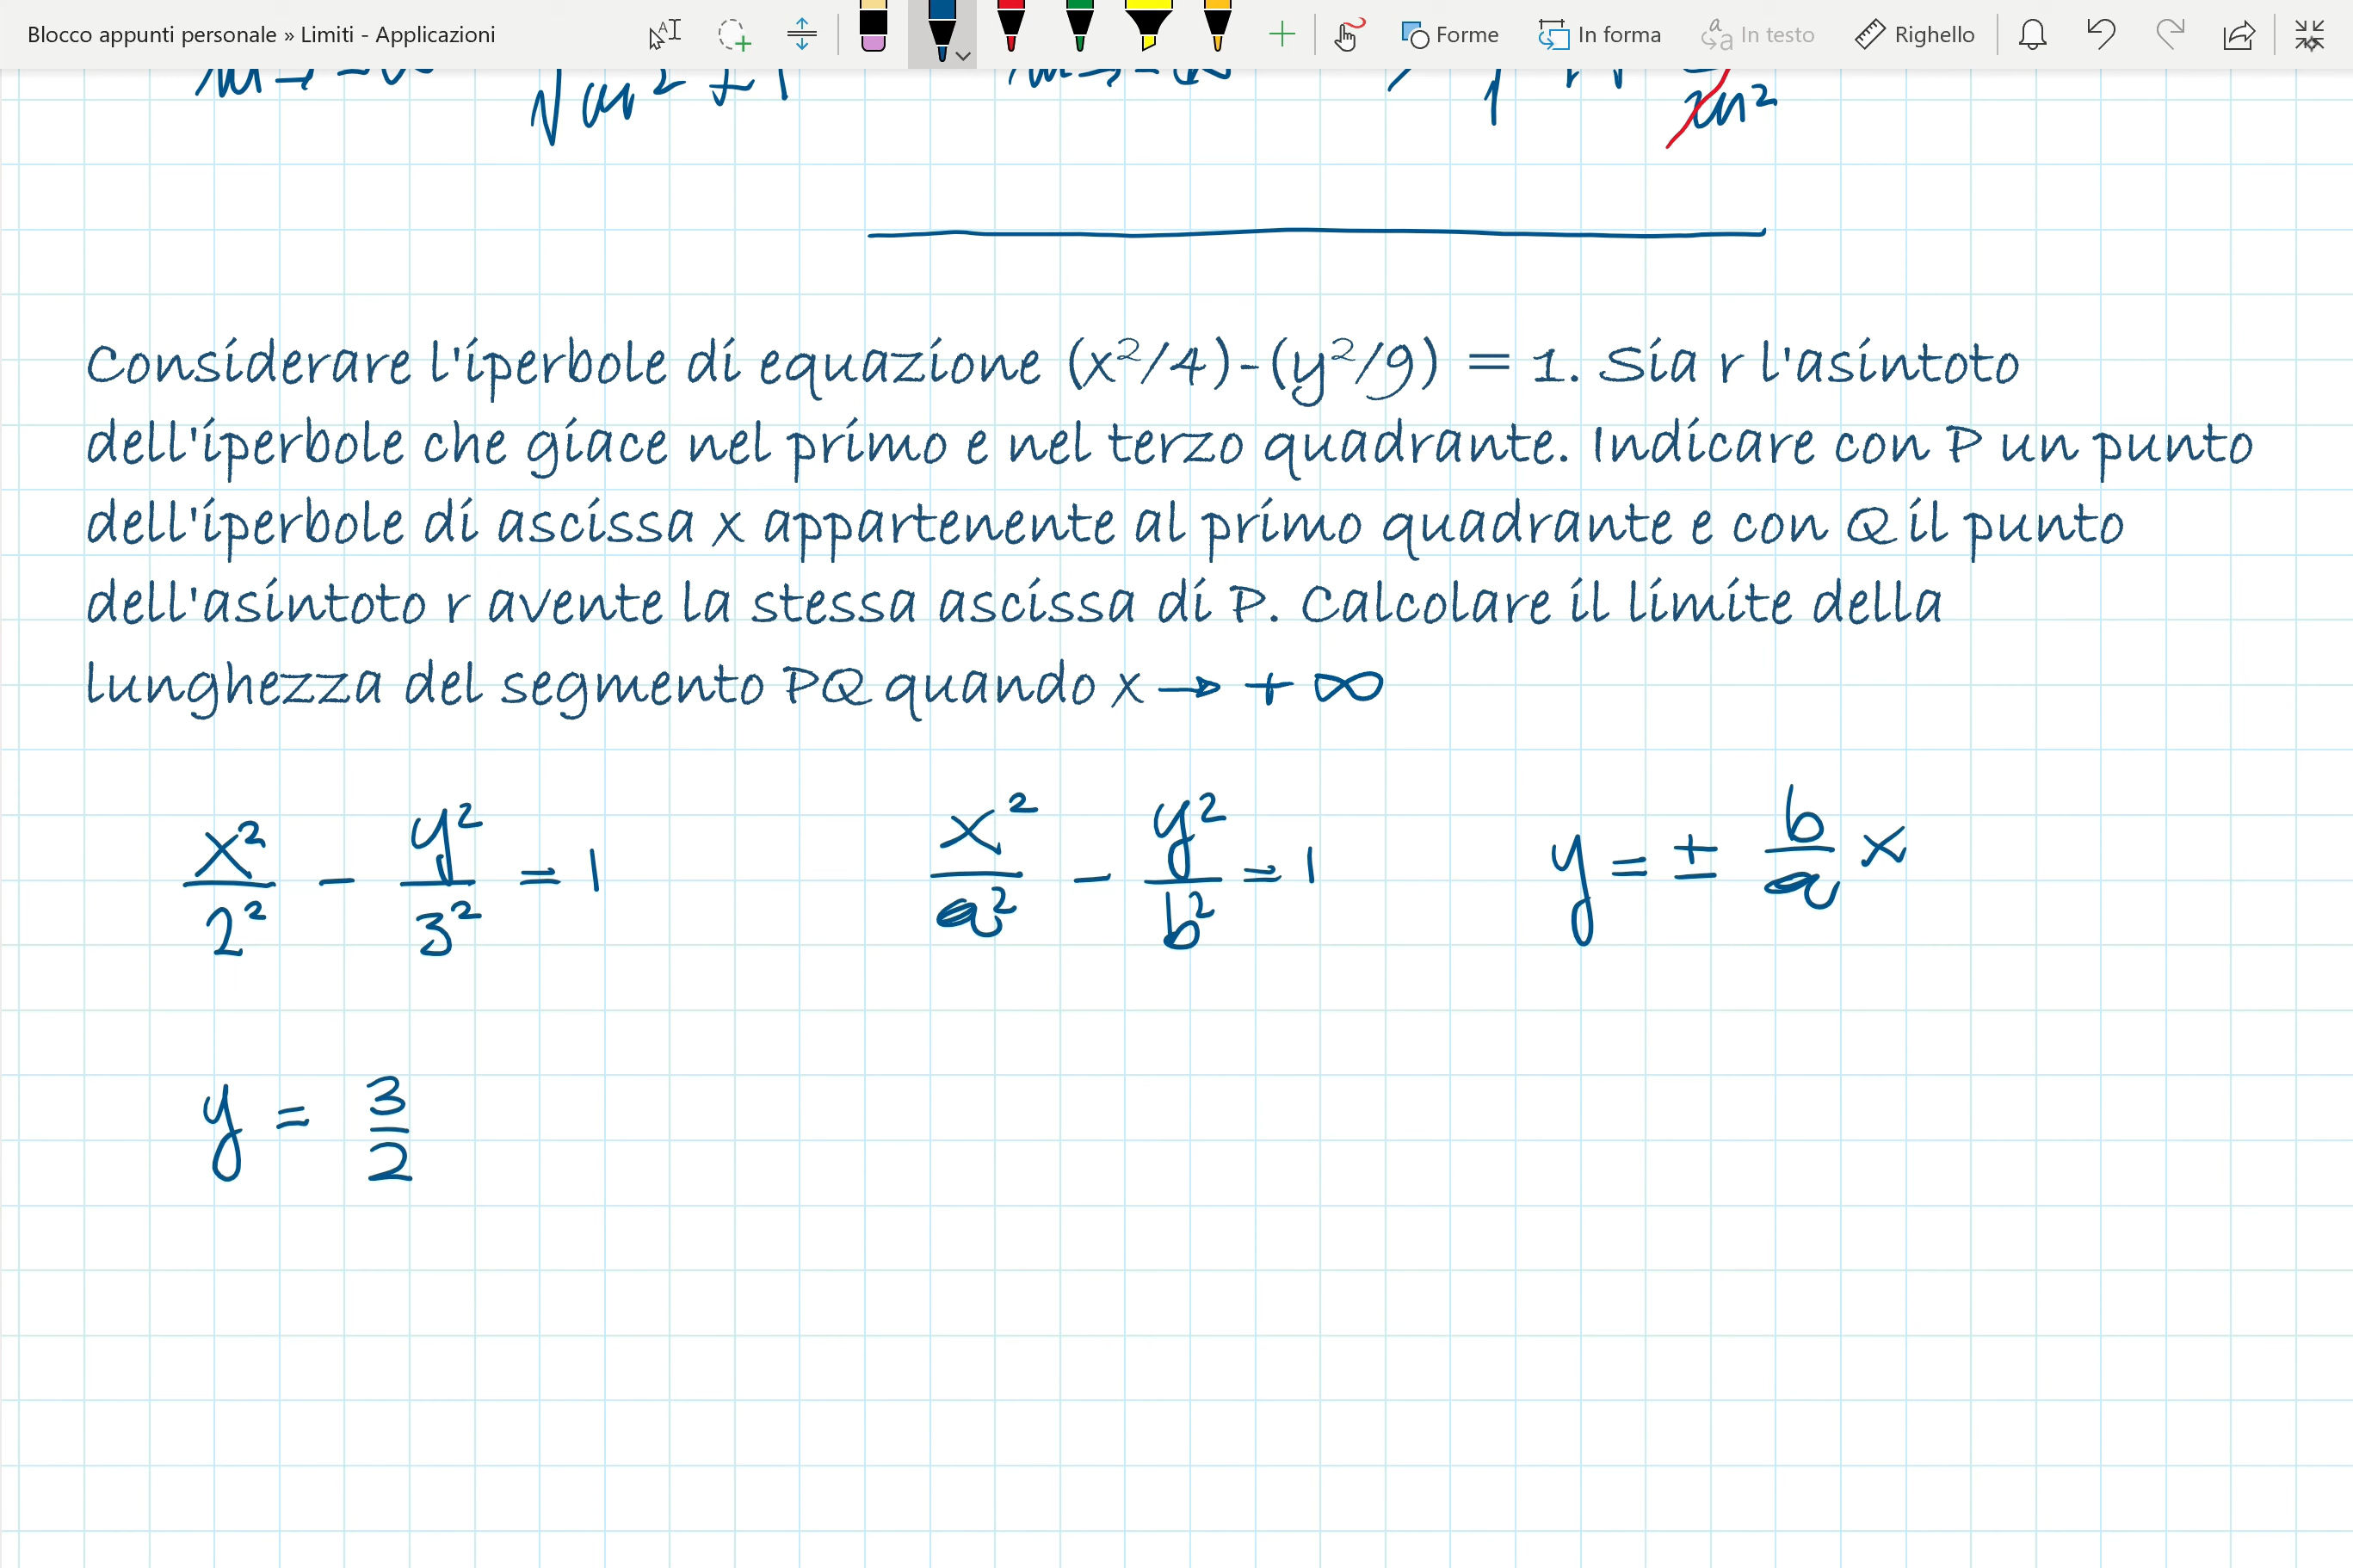 Blocco appunti personale » Limiti - Applicazioni Forme In forma In testo Righello
√m² + 1
Considerare l'iperbole di equazione (x²/4)-(y²/9) = 1. Sia r l'asintoto
dell'iperbole che giace nel primo e nel terzo quadrante. Indicare con P un punto
dell'iperbole di ascissa x appartenente al primo quadrante e con Q il punto
dell'asintoto r avente la stessa ascissa di P. Calcolare il limite della
lunghezza del segmento PQ quando x → + ∞
x²/2² - y²/3² = 1 x²/a² - y²/b² = 1 y = ± b/a x
y = 3/2